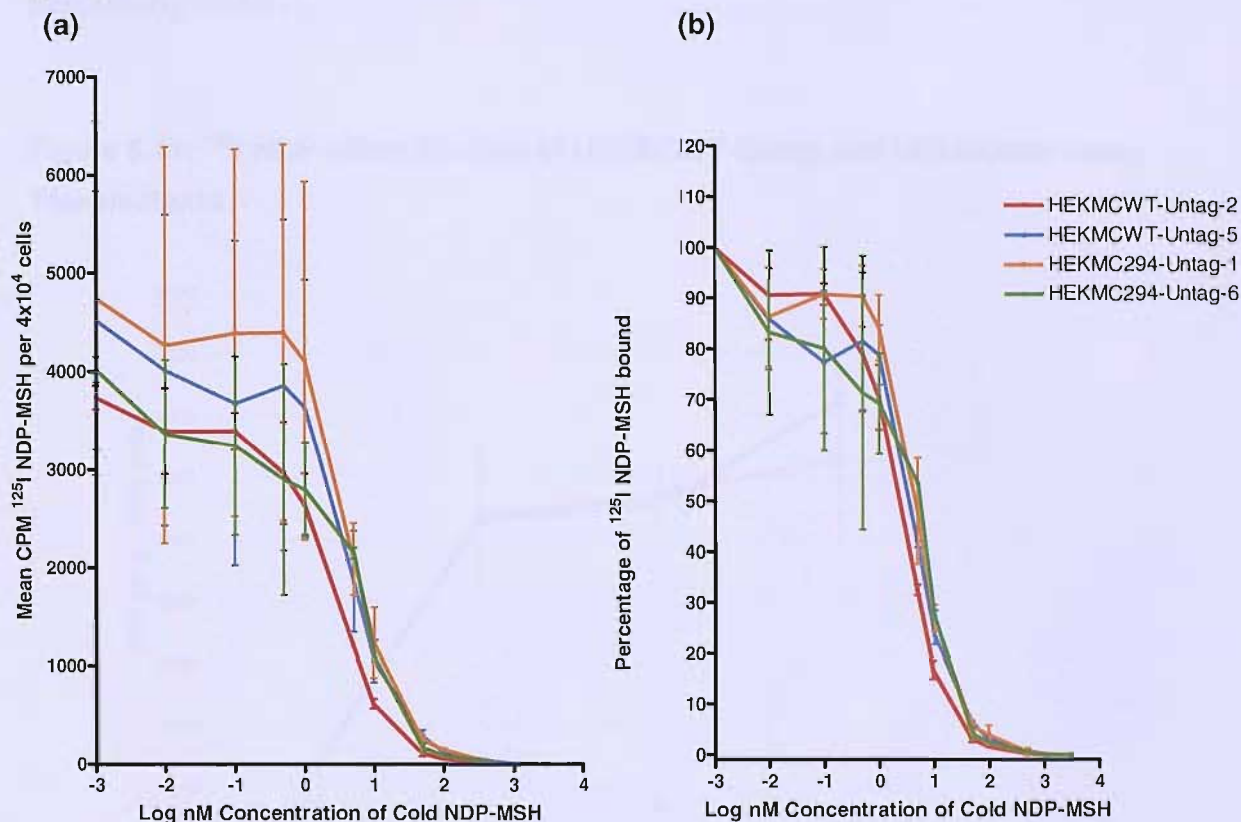 (a)
(b)
7000
6000
5000
4000
3000
2000
1000
0
-3 -2 -1 0 1 2 3 4
Mean CPM ¹²⁵I NDP-MSH per 4x10⁴ cells
Log nM Concentration of Cold NDP-MSH
120
110
100
90
80
70
60
50
40
30
20
10
0
-3 -2 -1 0 1 2 3 4
Percentage of ¹²⁵I NDP-MSH bound
Log nM Concentration of Cold NDP-MSH
HEKMCWT-Untag-2
HEKMCWT-Untag-5
HEKMC294-Untag-1
HEKMC294-Untag-6